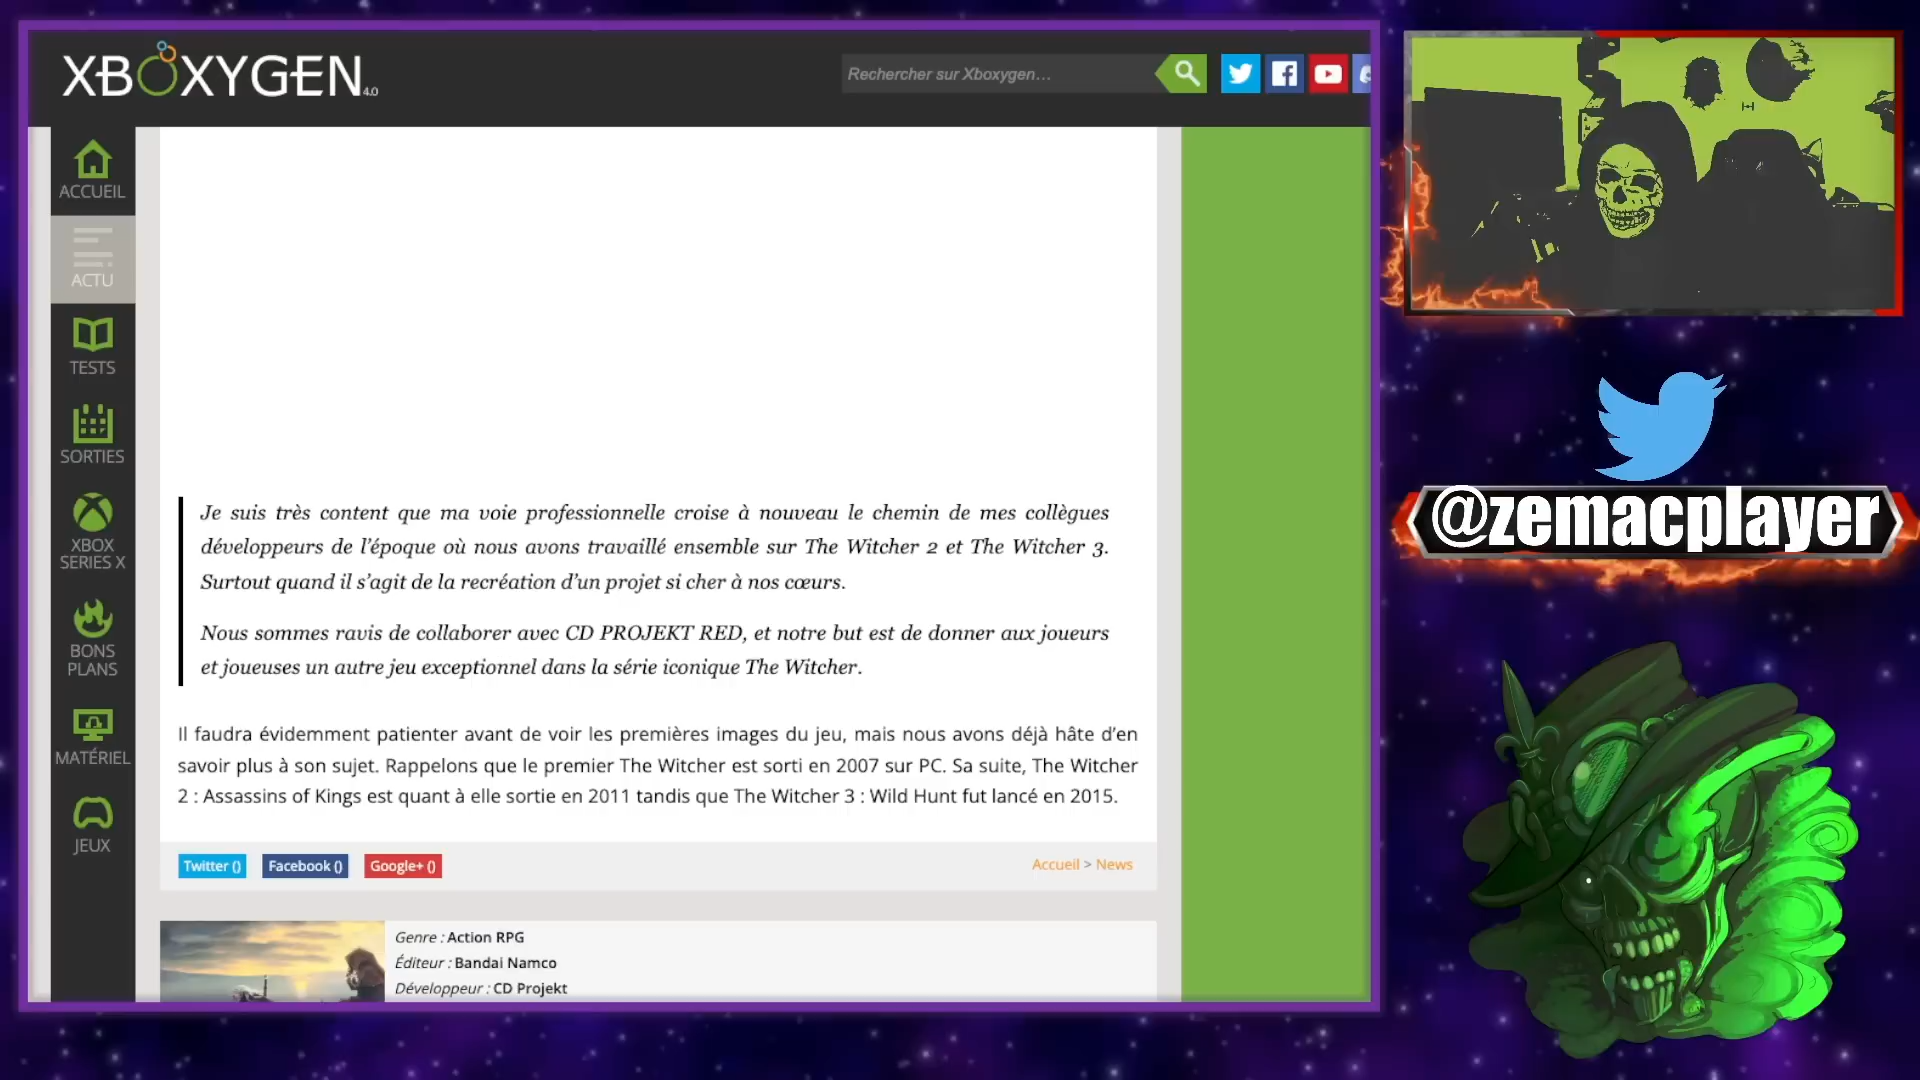 XBOXYGEN 4.0
Rechercher sur Xboxygen…
ACCUEIL
ACTU
TESTS
SORTIES
XBOX
SERIES X
BONS
PLANS
MATÉRIEL
JEUX
Je suis très content que ma voie professionnelle croise à nouveau le chemin de mes collègues
développeurs de l'époque où nous avons travaillé ensemble sur The Witcher 2 et The Witcher 3.
Surtout quand il s'agit de la recréation d'un projet si cher à nos cœurs.
Nous sommes ravis de collaborer avec CD PROJEKT RED, et notre but est de donner aux joueurs
et joueuses un autre jeu exceptionnel dans la série iconique The Witcher.
Il faudra évidemment patienter avant de voir les premières images du jeu, mais nous avons déjà hâte d'en
savoir plus à son sujet. Rappelons que le premier The Witcher est sorti en 2007 sur PC. Sa suite, The Witcher
2 : Assassins of Kings est quant à elle sortie en 2011 tandis que The Witcher 3 : Wild Hunt fut lancé en 2015.
Twitter () Facebook () Google+ () Accueil > News
Genre : Action RPG
Éditeur : Bandai Namco
Développeur : CD Projekt
@zemacplayer